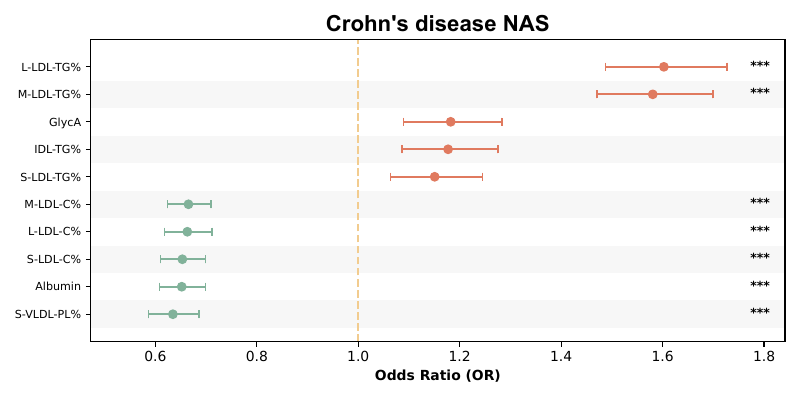 Crohn's disease NAS
L-LDL-TG% ***
M-LDL-TG% ***
GlycA
IDL-TG%
S-LDL-TG%
M-LDL-C% ***
L-LDL-C% ***
S-LDL-C% ***
Albumin ***
S-VLDL-PL% ***
0.6 0.8 1.0 1.2 1.4 1.6 1.8
Odds Ratio (OR)